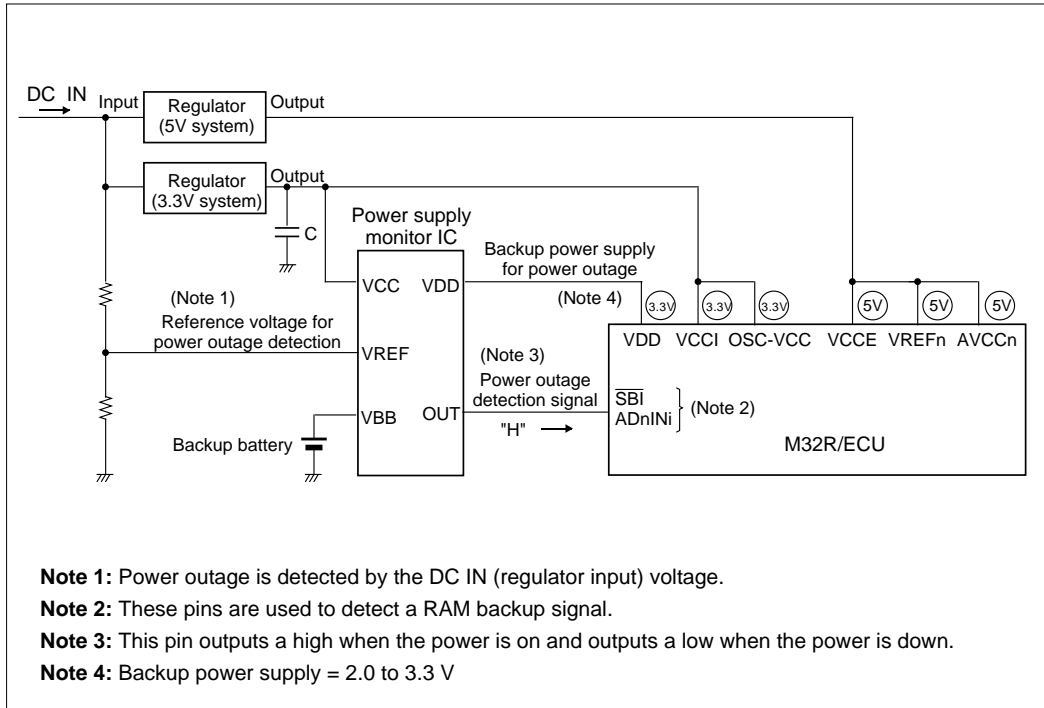 DC IN
Input
Regulator
(5V system)
Output
Regulator
(3.3V system)
Output
C
Power supply
monitor IC
VCC
VDD
Backup power supply
for power outage
(Note 4)
3.3V
3.3V
3.3V
5V
5V
5V
(Note 1)
Reference voltage for
power outage detection
VREF
VDD VCCI OSC-VCC VCCE VREFn AVCCn
(Note 3)
Power outage
detection signal
"H"
SBI
ADnINi
(Note 2)
VBB
OUT
Backup battery
M32R/ECU
Note 1: Power outage is detected by the DC IN (regulator input) voltage.
Note 2: These pins are used to detect a RAM backup signal.
Note 3: This pin outputs a high when the power is on and outputs a low when the power is down.
Note 4: Backup power supply = 2.0 to 3.3 V